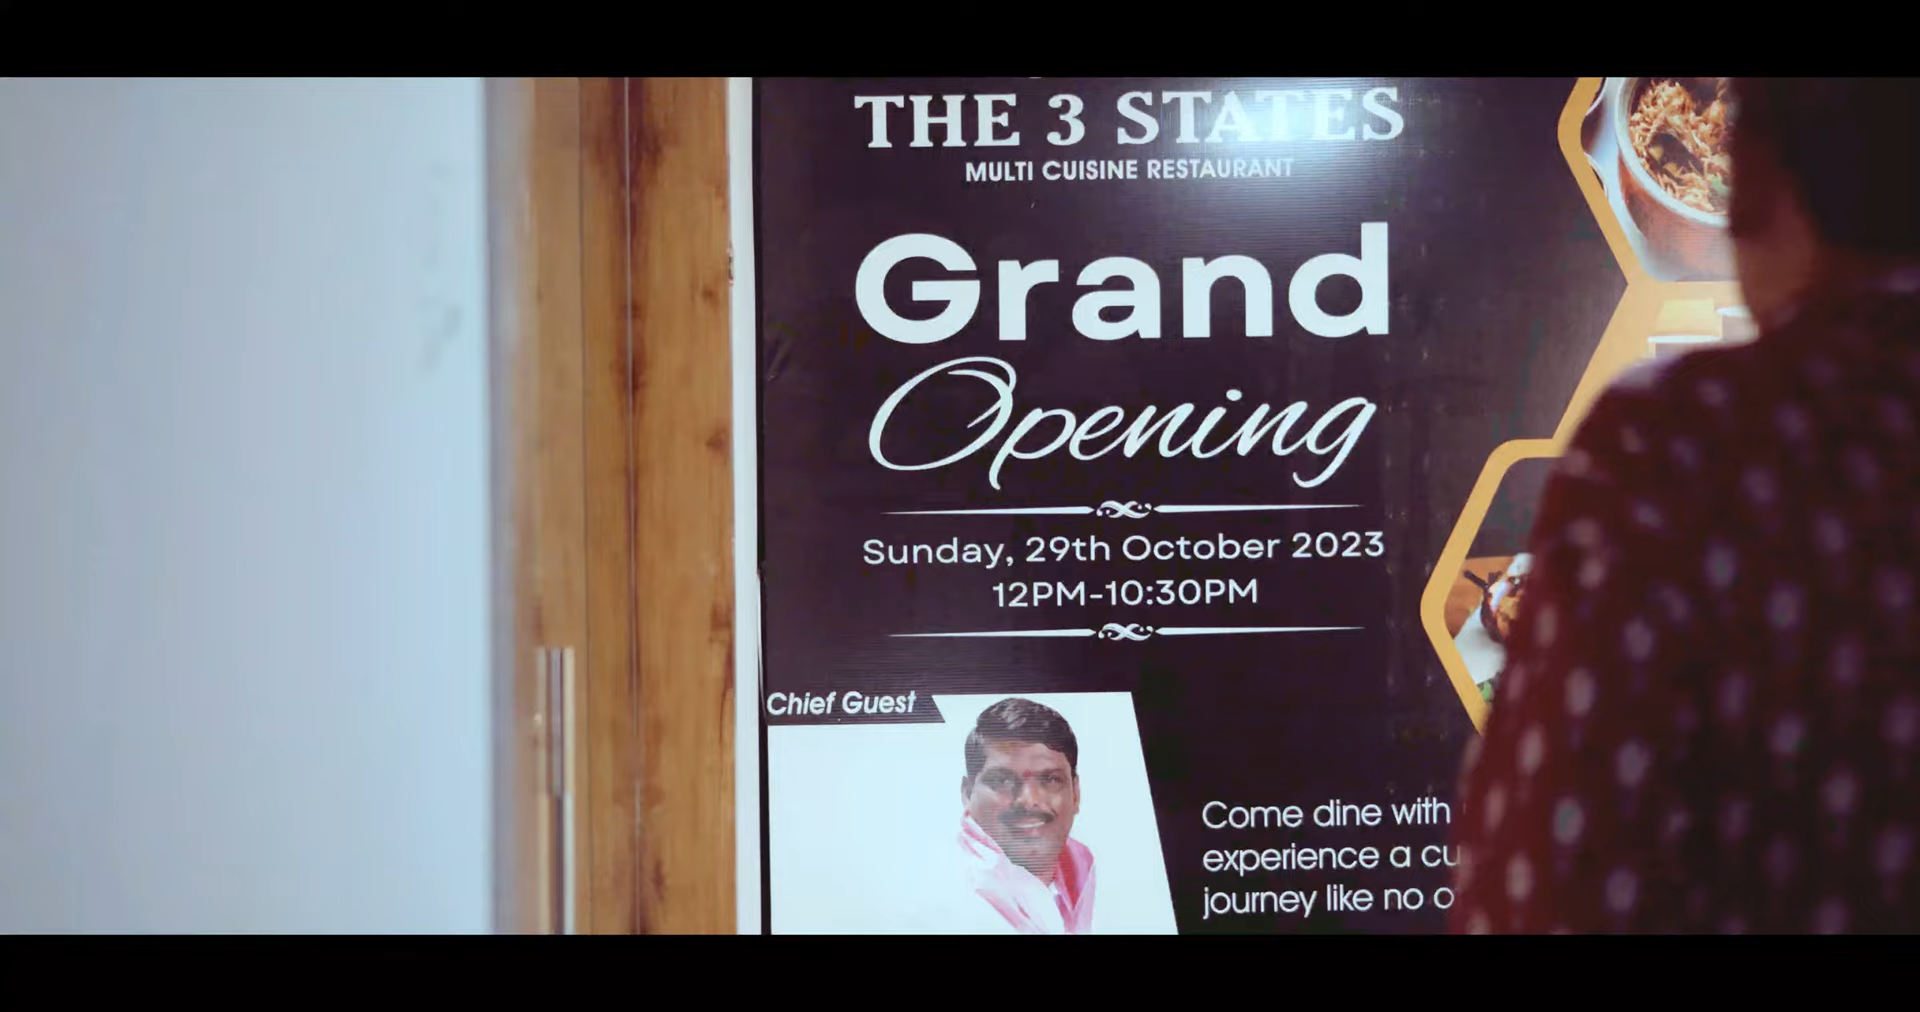 THE 3 STATES
MULTI CUISINE RESTAURANT
Grand
Opening
Sunday, 29th October 2023
12PM-10:30PM
Chief Guest
Come dine with
experience a
journey like no